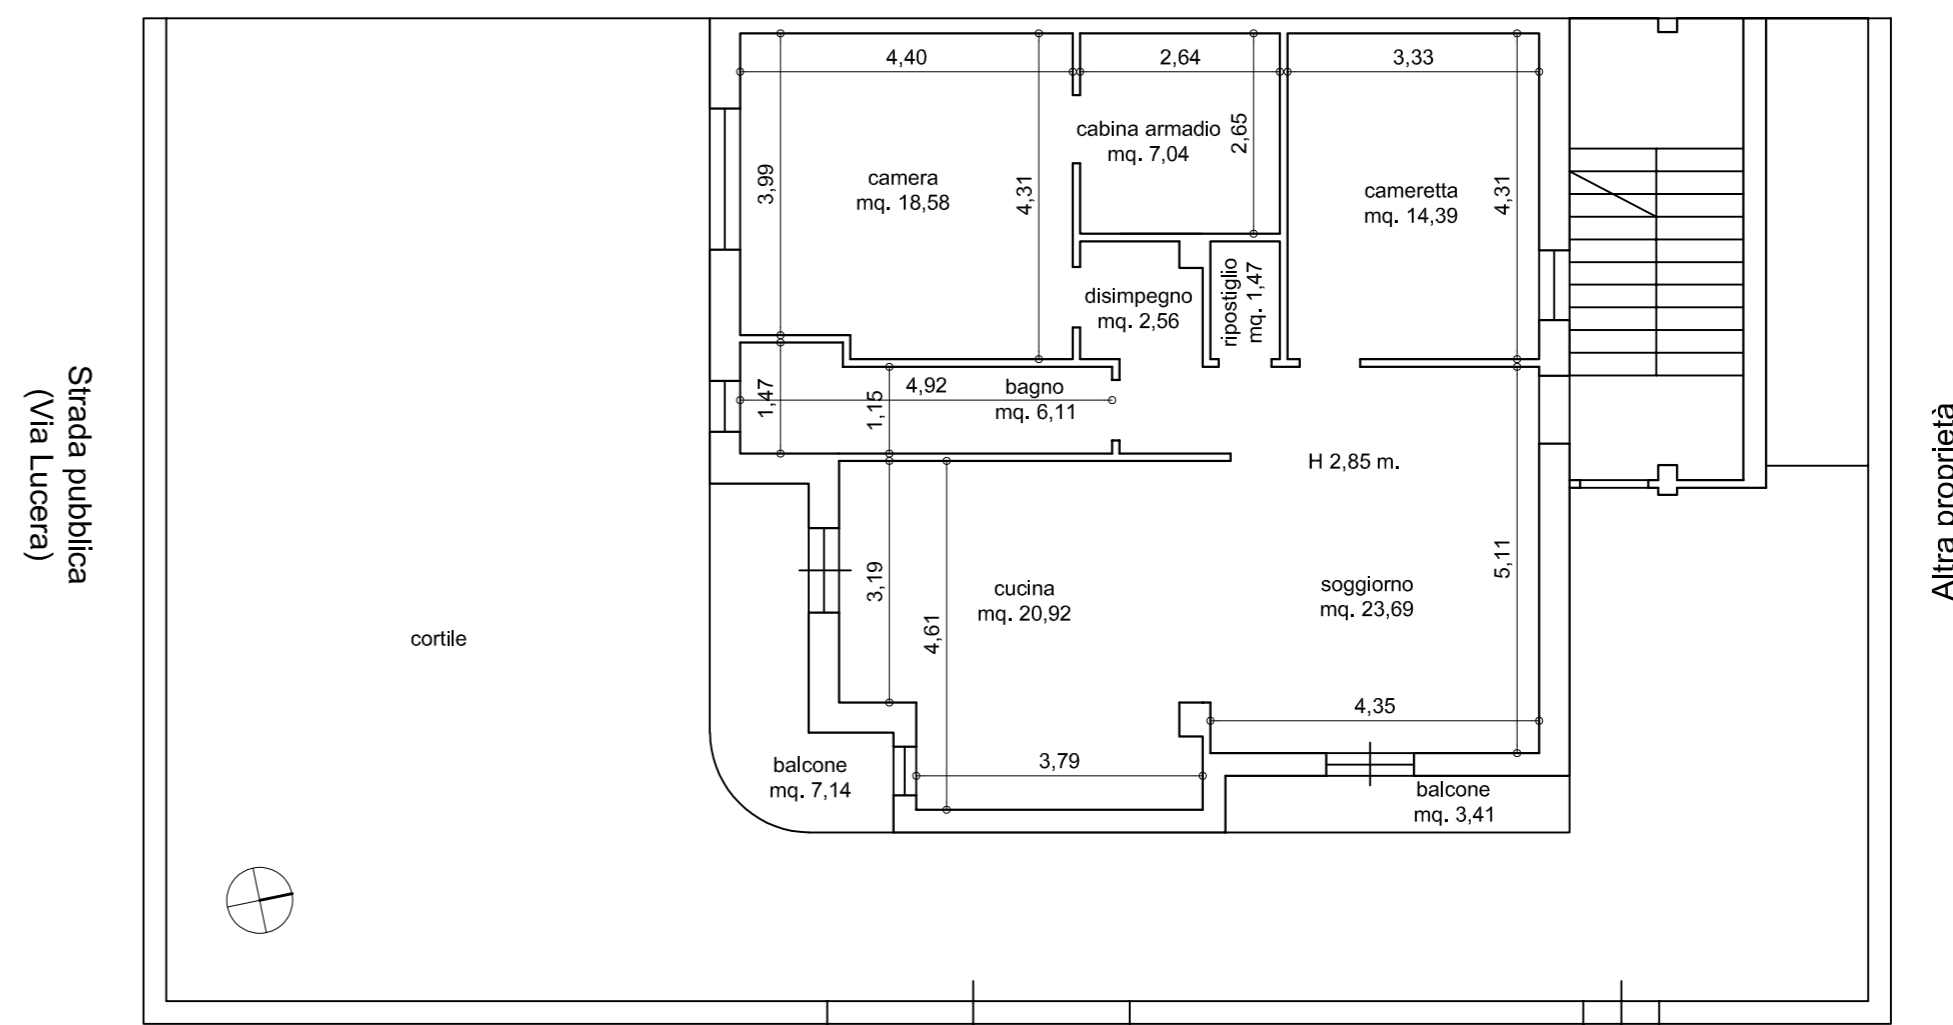 4,40
2,64
3,33
cabina armadio
mq. 7,04
2,65
3,99
camera
mq. 18,58
4,31
cameretta
mq. 14,39
4,31
disimpegno
mq. 2,56
ripostiglio
mq. 1,47
1,47
1,15
4,92
bagno
mq. 6,11
H 2,85 m.
Strada pubblica
(Via Lucera)
Altra proprietà
3,19
4,61
cucina
mq. 20,92
soggiorno
mq. 23,69
5,11
cortile
4,35
3,79
balcone
mq. 7,14
balcone
mq. 3,41